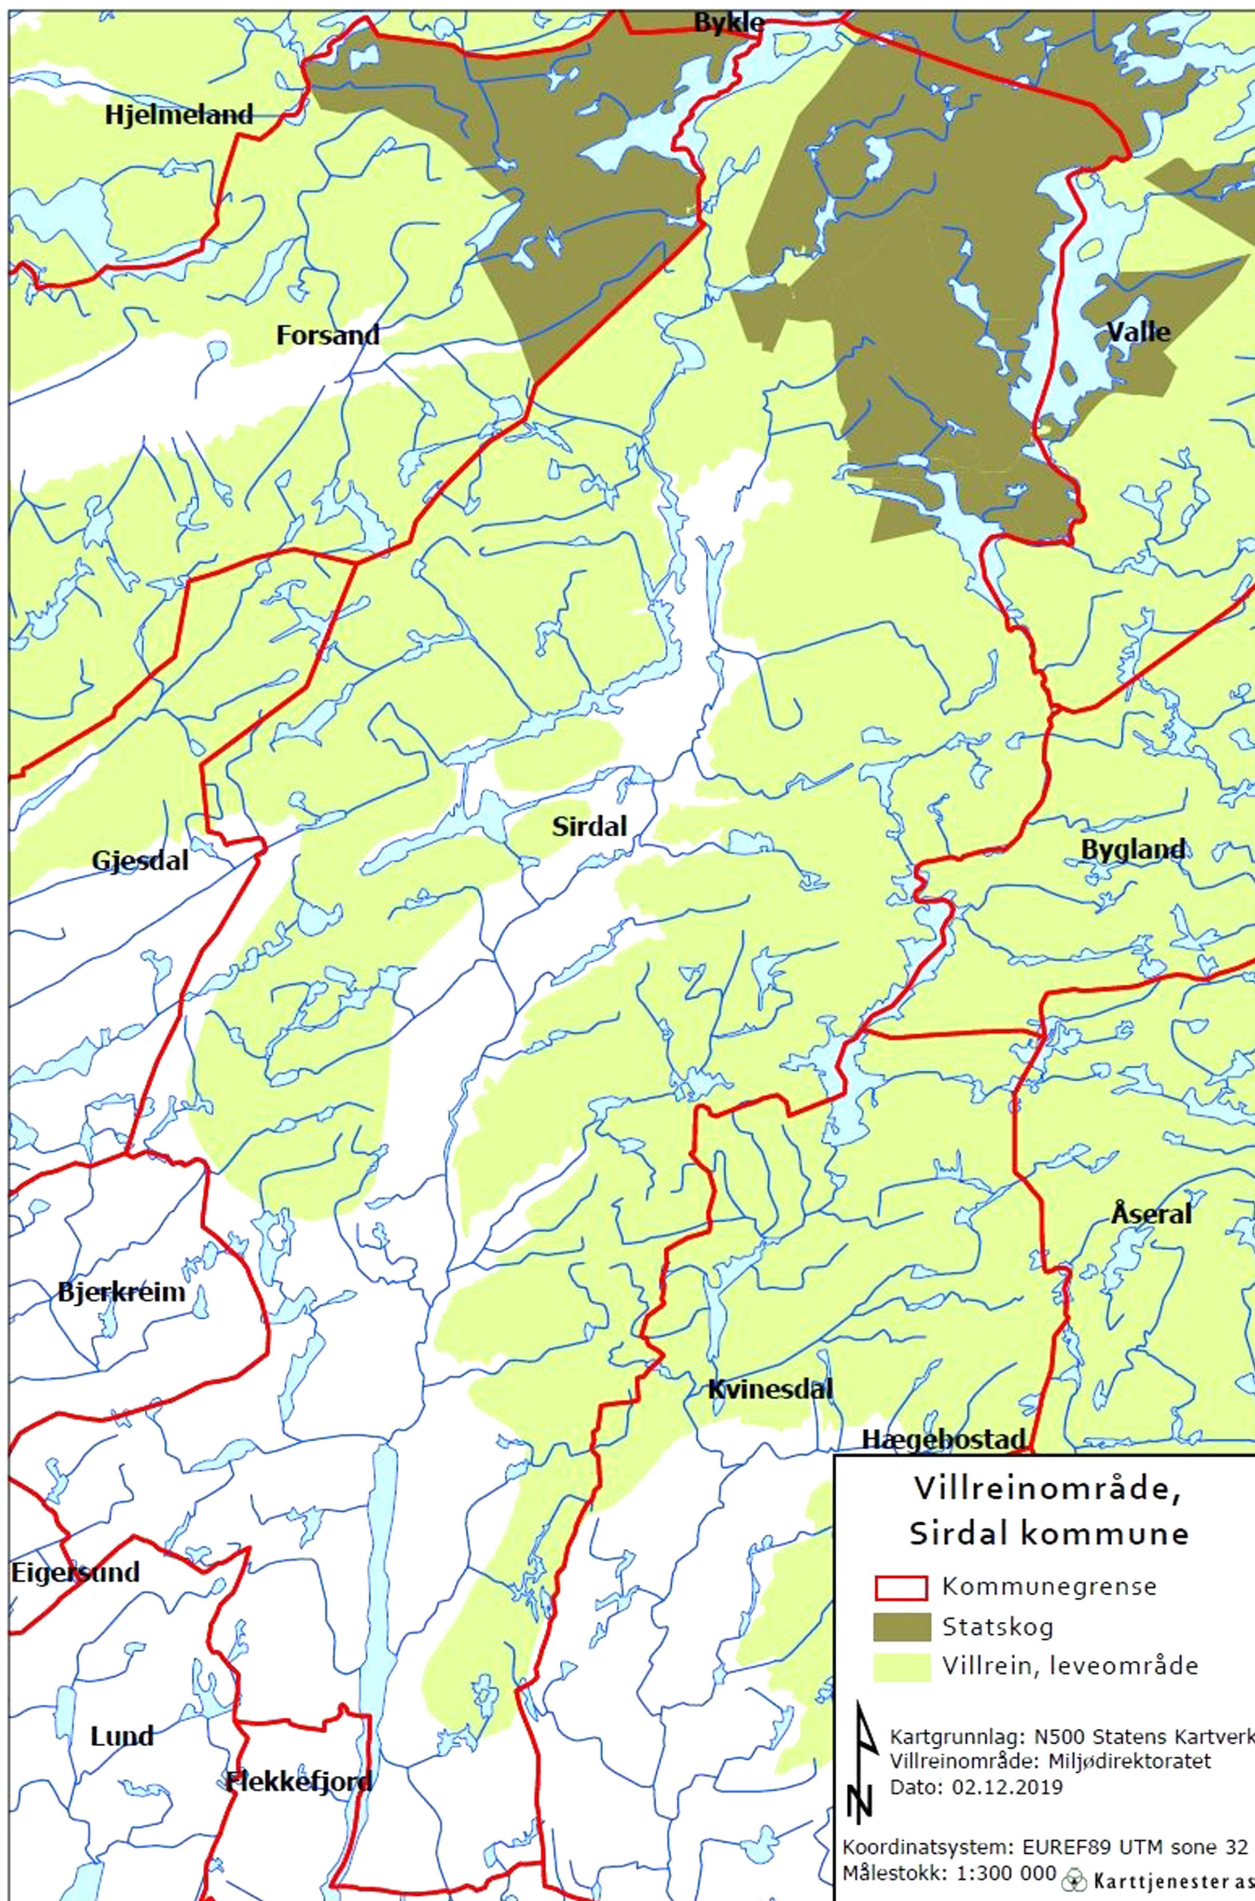 Bykle
Hjelmeland
Forsand
Valle
Sirdal
Gjesdal
Bygland
Åseral
Bjerkreim
Kvinesdal
Hægebostad
Eigersund
Lund
Flekkefjord
Villreinområde,
Sirdal kommune
Kommunegrense
Statskog
Villrein, leveområde
Kartgrunnlag: N500 Statens Kartverk
Villreinområde: Miljødirektoratet
Dato: 02.12.2019
N
Koordinatsystem: EUREF89 UTM sone 32
Målestokk: 1:300 000
Karttjenester as